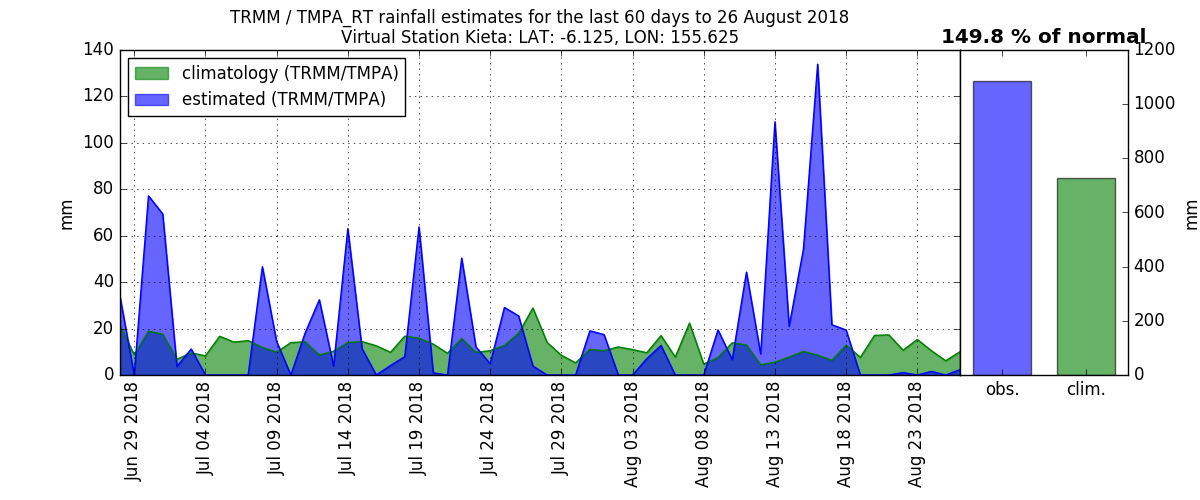 TRMM / TMPA_RT rainfall estimates for the last 60 days to 26 August 2018
Virtual Station Kieta: LAT: -6.125, LON: 155.625
149.8 % of normal
climatology (TRMM/TMPA)
estimated (TRMM/TMPA)
mm
140
120
100
80
60
40
20
0
Jun 29 2018
Jul 04 2018
Jul 09 2018
Jul 14 2018
Jul 19 2018
Jul 24 2018
Jul 29 2018
Aug 03 2018
Aug 08 2018
Aug 13 2018
Aug 18 2018
Aug 23 2018
1200
1000
800
600
400
200
0
mm
obs.
clim.